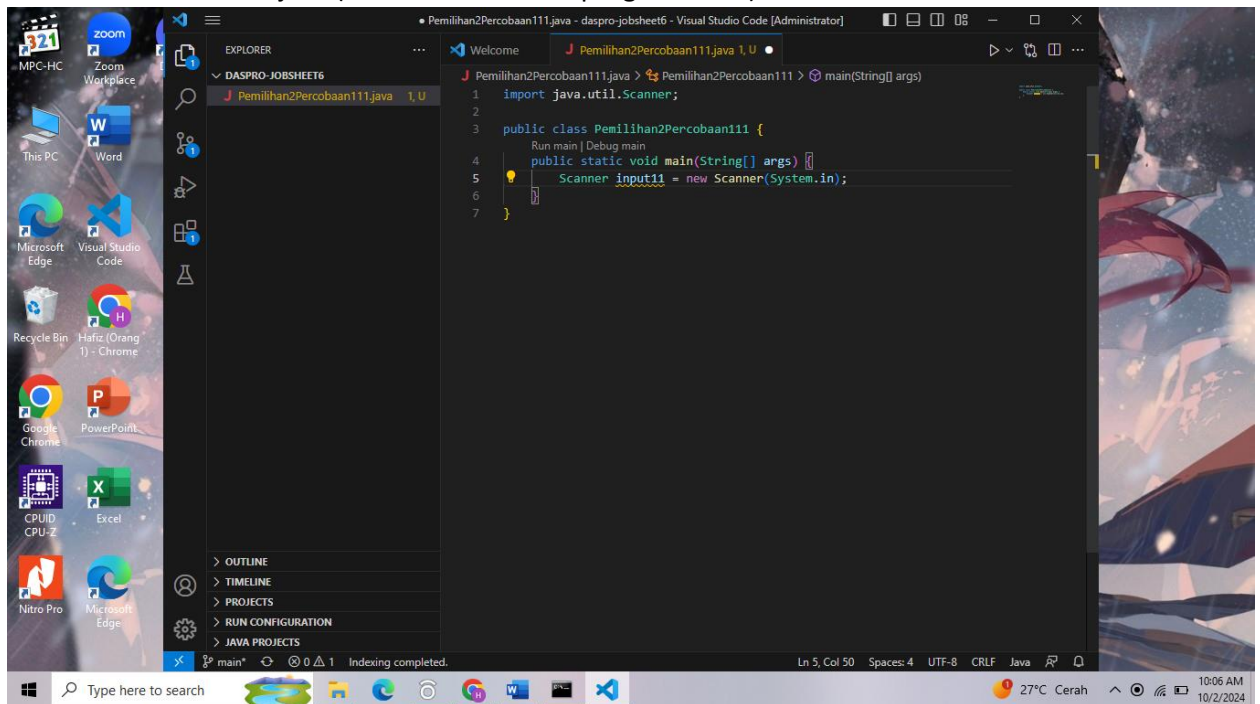 321
MPC-HC
zoom
Zoom
Workplace
This PC
W
Word
Microsoft
Edge
Visual Studio
Code
Recycle Bin
H
Hafiz (Orang
1) - Chrome
Google
Chrome
P
PowerPoint
CPUID
CPU-Z
X
Excel
Nitro Pro
Microsoft
Edge
● Pemilihan2Percobaan111.java - daspro-jobsheet6 - Visual Studio Code [Administrator]
EXPLORER ···
DASPRO-JOBSHEET6
J Pemilihan2Percobaan111.java 1, U
OUTLINE
TIMELINE
PROJECTS
RUN CONFIGURATION
JAVA PROJECTS
Welcome J Pemilihan2Percobaan111.java 1, U ●
J Pemilihan2Percobaan111.java > Pemilihan2Percobaan111 > main(String[] args)
1 import java.util.Scanner;
2
3 public class Pemilihan2Percobaan111 {
Run main | Debug main
4 public static void main(String[] args) {
5 Scanner input11 = new Scanner(System.in);
6 }
7 }
main* 0 1 Indexing completed. Ln 5, Col 50 Spaces: 4 UTF-8 CRLF Java
Type here to search
27°C Cerah
10:06 AM
10/2/2024